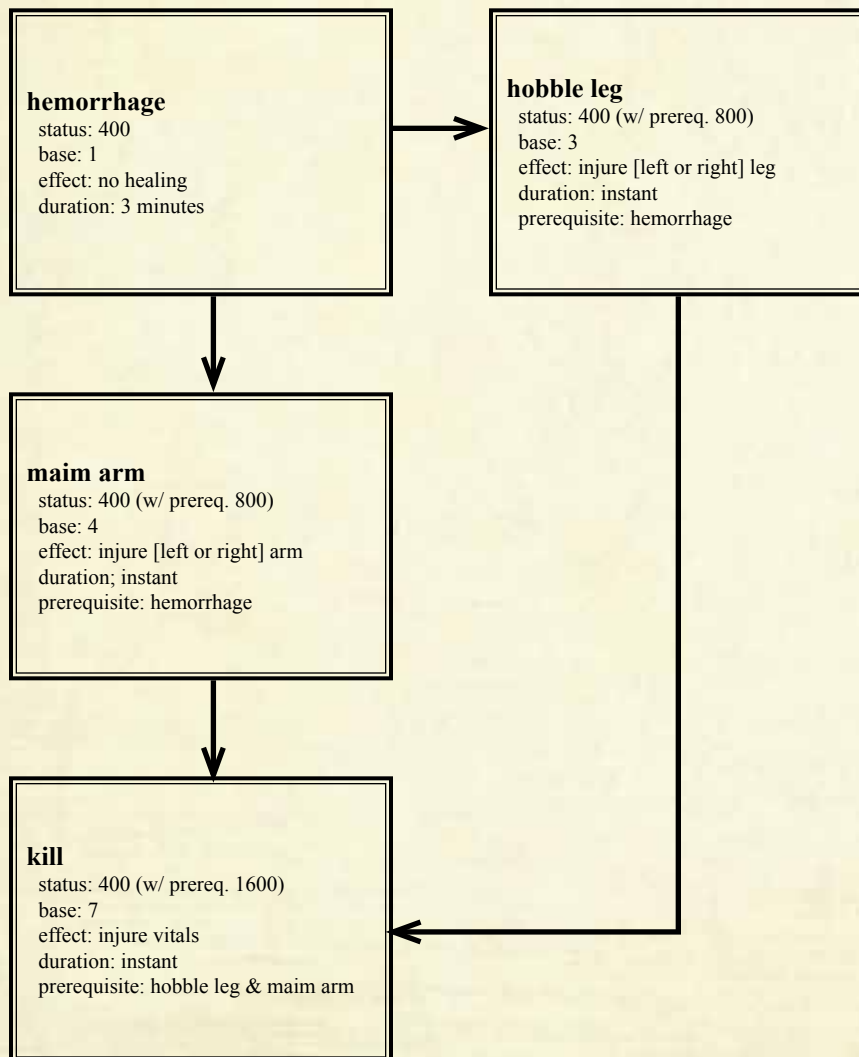 hemorrhage
status: 400
base: 1
effect: no healing
duration: 3 minutes
hobble leg
status: 400 (w/ prereq. 800)
base: 3
effect: injure [left or right] leg
duration: instant
prerequisite: hemorrhage
maim arm
status: 400 (w/ prereq. 800)
base: 4
effect: injure [left or right] arm
duration; instant
prerequisite: hemorrhage
kill
status: 400 (w/ prereq. 1600)
base: 7
effect: injure vitals
duration: instant
prerequisite: hobble leg & maim arm